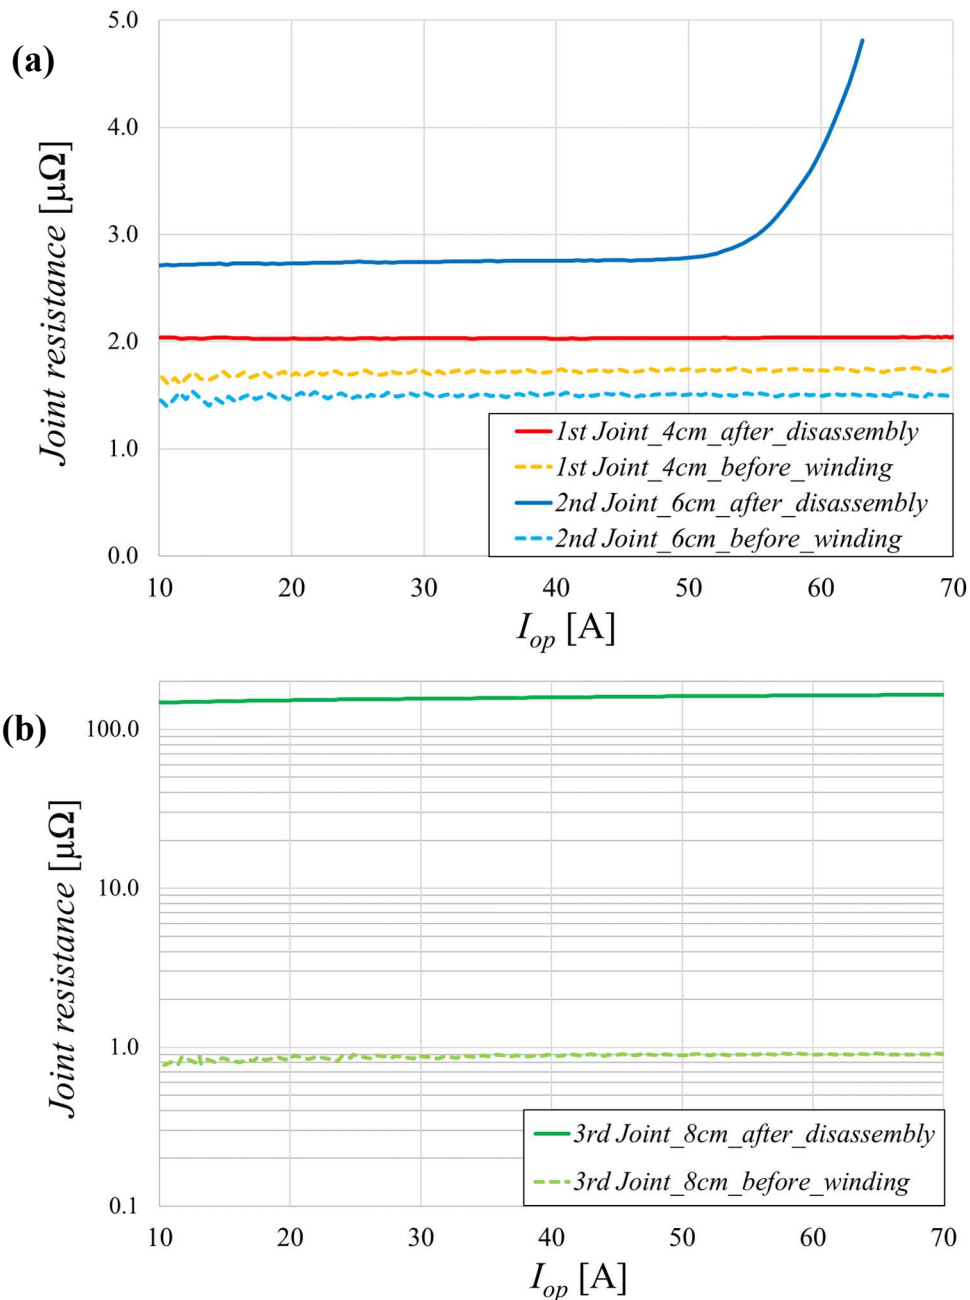 (a)
Joint resistance [μΩ]
5.0
4.0
3.0
2.0
1.0
0.0
1st Joint_4cm_after_disassembly
1st Joint_4cm_before_winding
2nd Joint_6cm_after_disassembly
2nd Joint_6cm_before_winding
10 20 30 40 50 60 70
Iop [A]
(b)
Joint resistance [μΩ]
100.0
10.0
1.0
0.1
3rd Joint_8cm_after_disassembly
3rd Joint_8cm_before_winding
10 20 30 40 50 60 70
Iop [A]